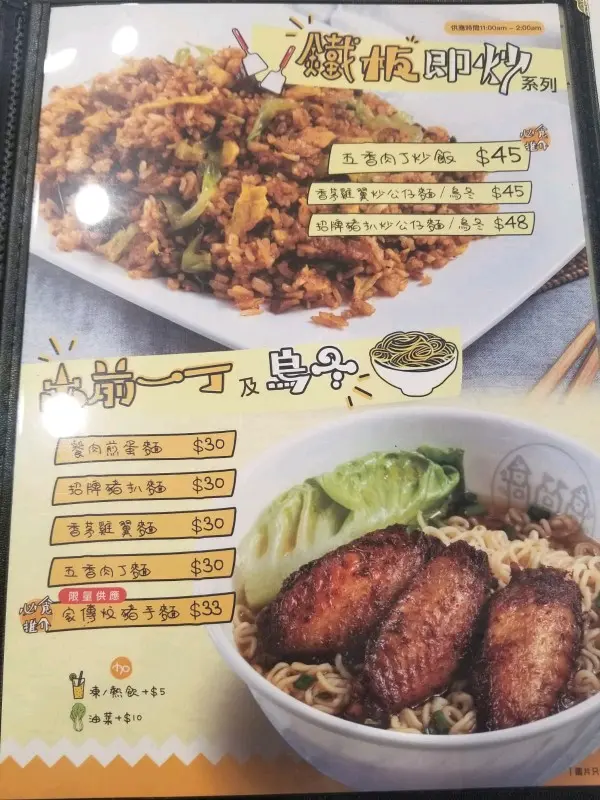 供應時間11:00am – 2:00am
鐵板即炒系列
必食推介
五香肉丁炒飯 $45
香茅雞翼炒公仔麵/烏冬 $45
招牌豬扒炒公仔麵/烏冬 $48
出前一丁及烏冬
餐肉煎蛋麵 $30
招牌豬扒麵 $30
香茅雞翼麵 $30
五香肉丁麵 $30
限量供應
必食推介
家傳炆豬手麵 $33
加
凍/熱飲+$5
油菜+$10
圖片只